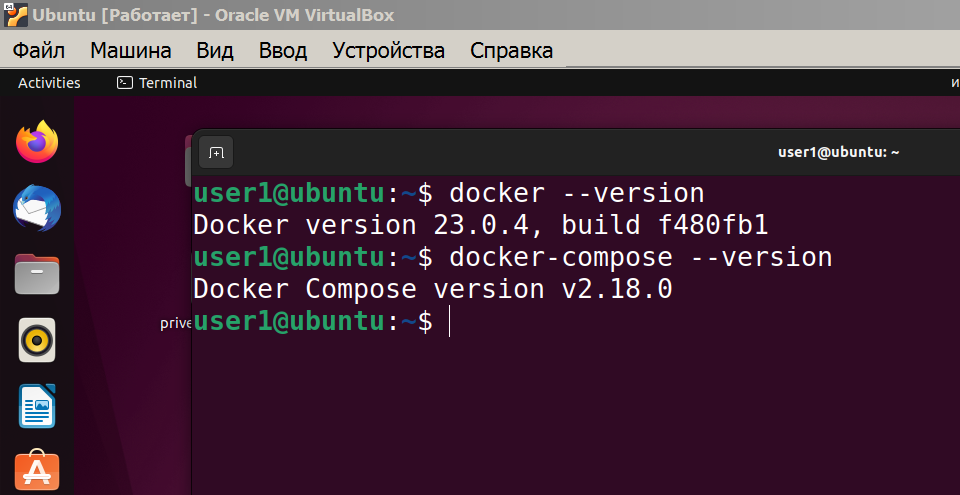 64
Ubuntu [Работает] - Oracle VM VirtualBox
Файл Машина Вид Ввод Устройства Справка
Activities Terminal и
user1@ubuntu: ~
user1@ubuntu:~$ docker --version
Docker version 23.0.4, build f480fb1
user1@ubuntu:~$ docker-compose --version
Docker Compose version v2.18.0
prive user1@ubuntu:~$